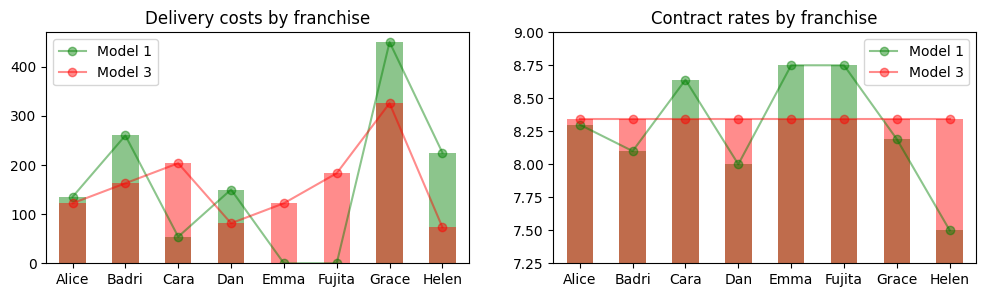 Delivery costs by franchise
Model 1
Model 3
400
300
200
100
0
Alice Badri Cara Dan Emma Fujita Grace Helen
Contract rates by franchise
Model 1
Model 3
9.00
8.75
8.50
8.25
8.00
7.75
7.50
7.25
Alice Badri Cara Dan Emma Fujita Grace Helen